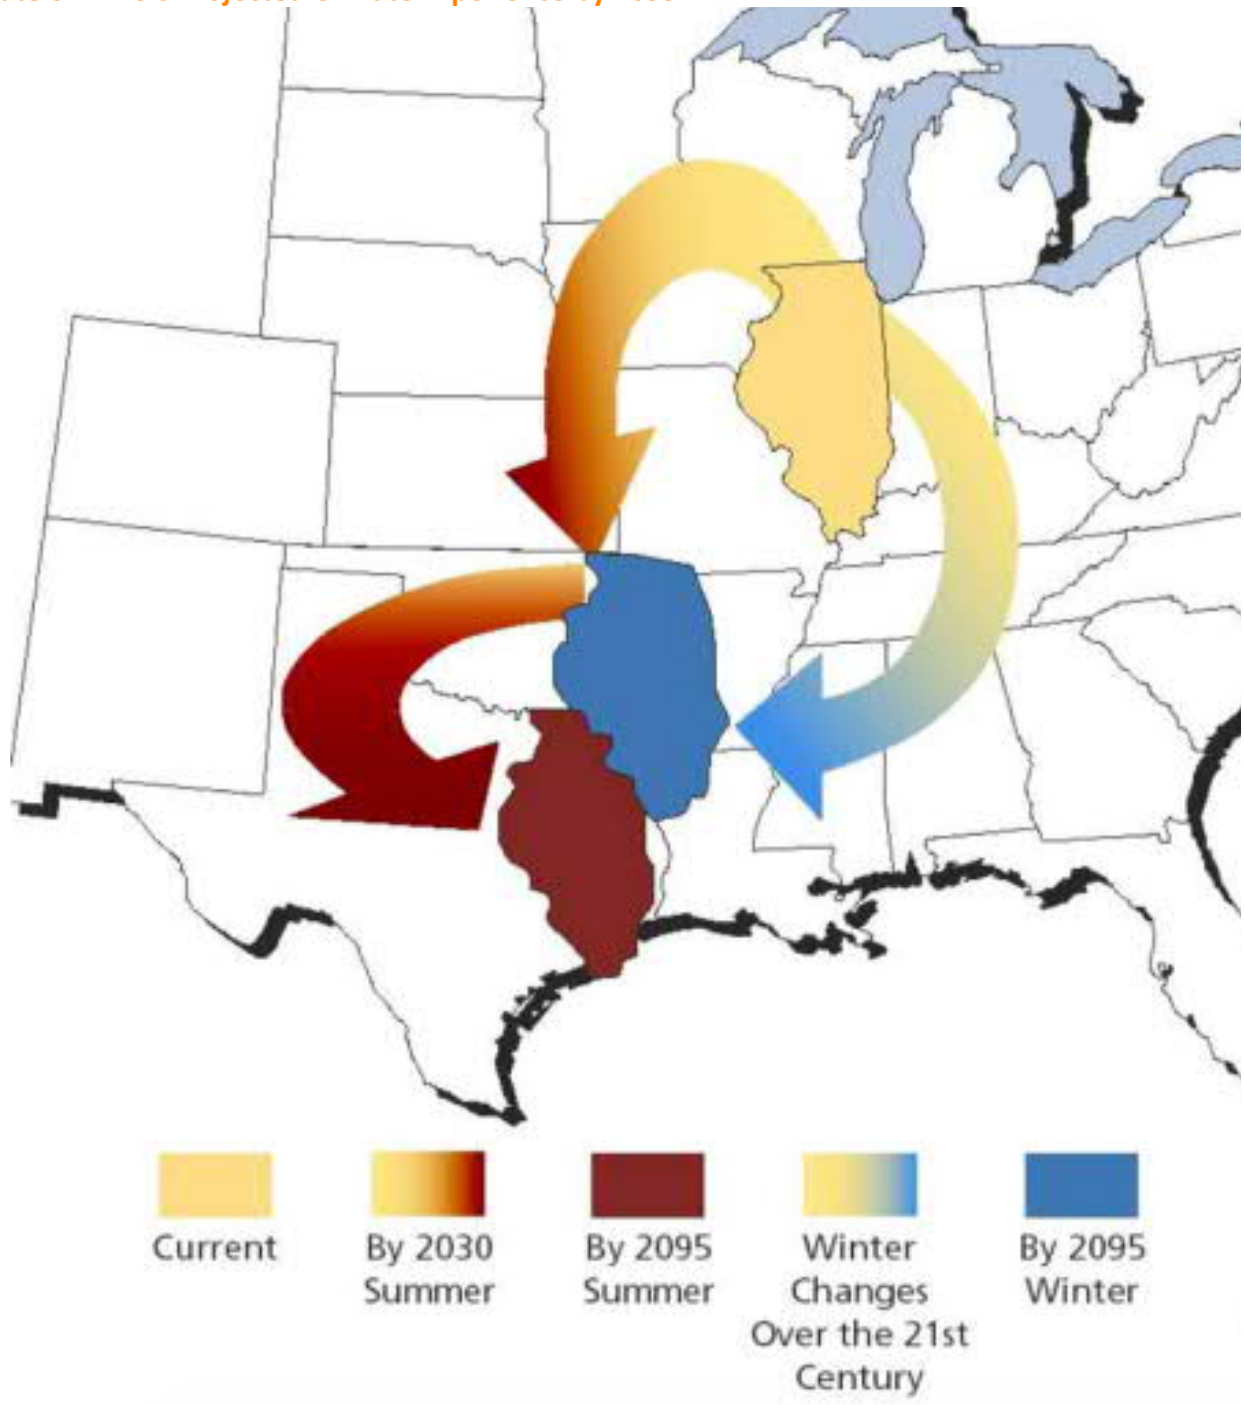 Current
By 2030
Summer
By 2095
Summer
Winter
Changes
Over the 21st
Century
By 2095
Winter